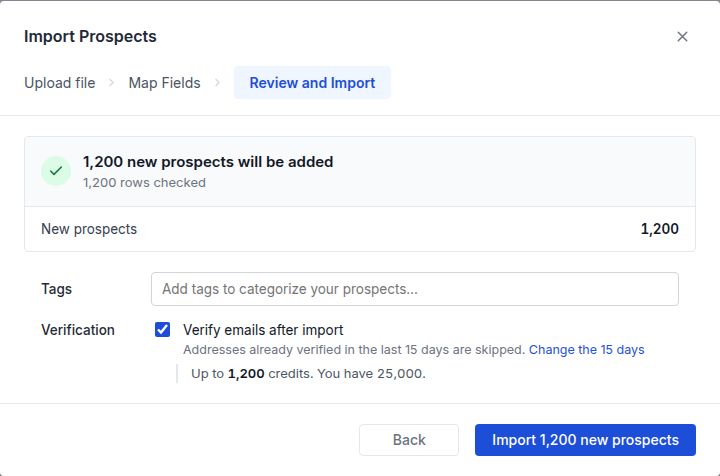 Import Prospects
Upload file
Map Fields
Review and Import
1,200 new prospects will be added
1,200 rows checked
New prospects 1,200
Tags Add tags to categorize your prospects...
Verification Verify emails after import
Addresses already verified in the last 15 days are skipped. Change the 15 days
Up to 1,200 credits. You have 25,000.
Back Import 1,200 new prospects